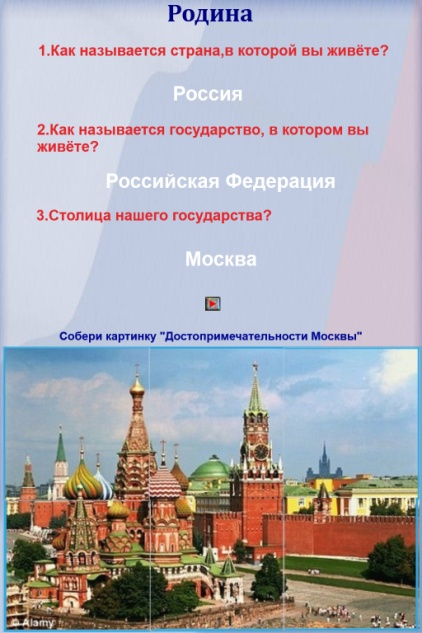 Родина
1.Как называется страна,в которой вы живёте?
Россия
2.Как называется государство, в котором вы
живёте?
Российская Федерация
3.Столица нашего государства?
Москва
Собери картинку "Достопримечательности Москвы"
© Alamy